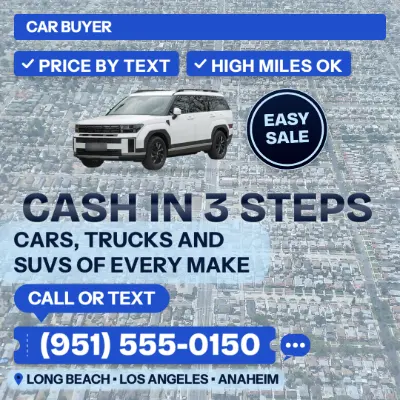 CAR BUYER
PRICE BY TEXT
HIGH MILES OK
EASY
SALE
CASH IN 3 STEPS
CARS, TRUCKS AND
SUVS OF EVERY MAKE
CALL OR TEXT
(951) 555-0150
LONG BEACH • LOS ANGELES • ANAHEIM